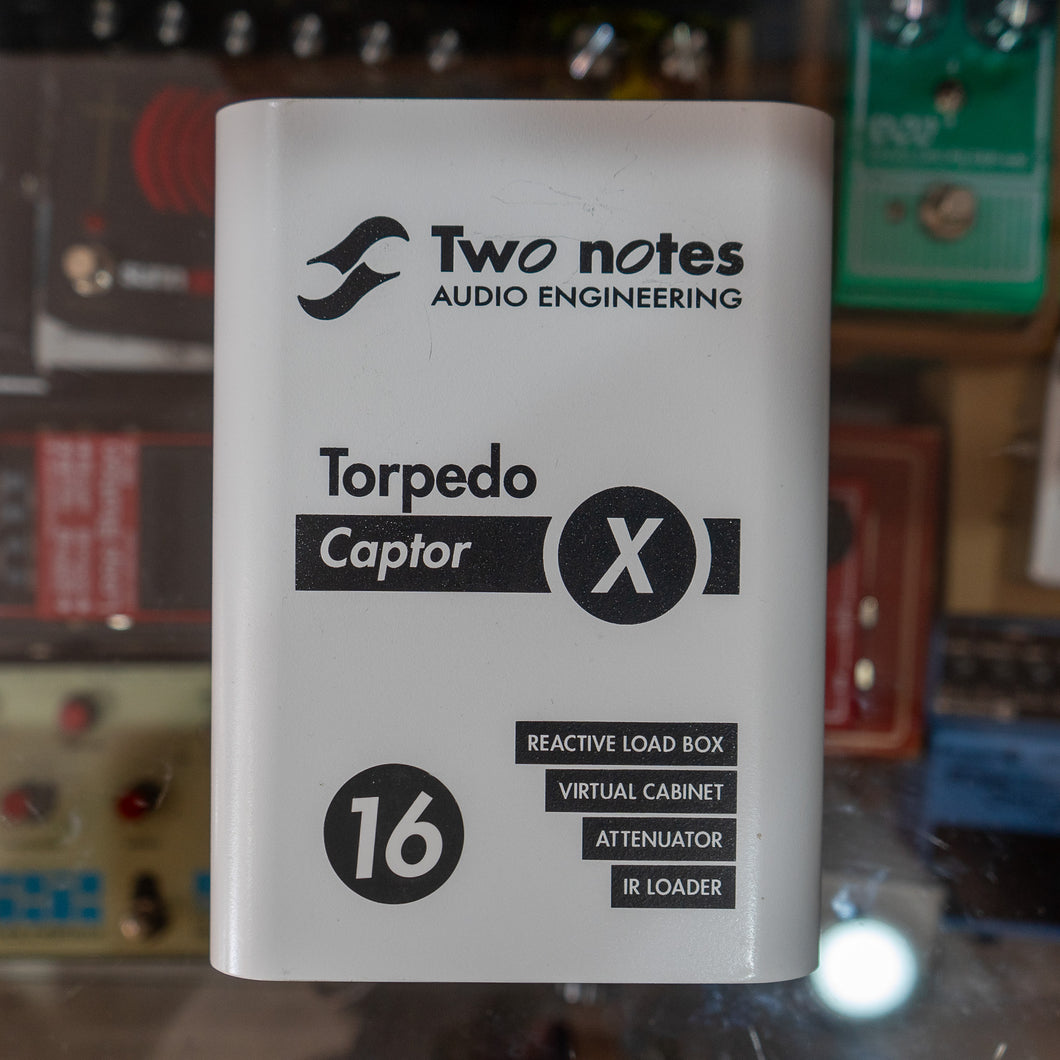 Two notes
AUDIO ENGINEERING
Torpedo
Captor X
REACTIVE LOAD BOX
VIRTUAL CABINET
ATTENUATOR
IR LOADER
16